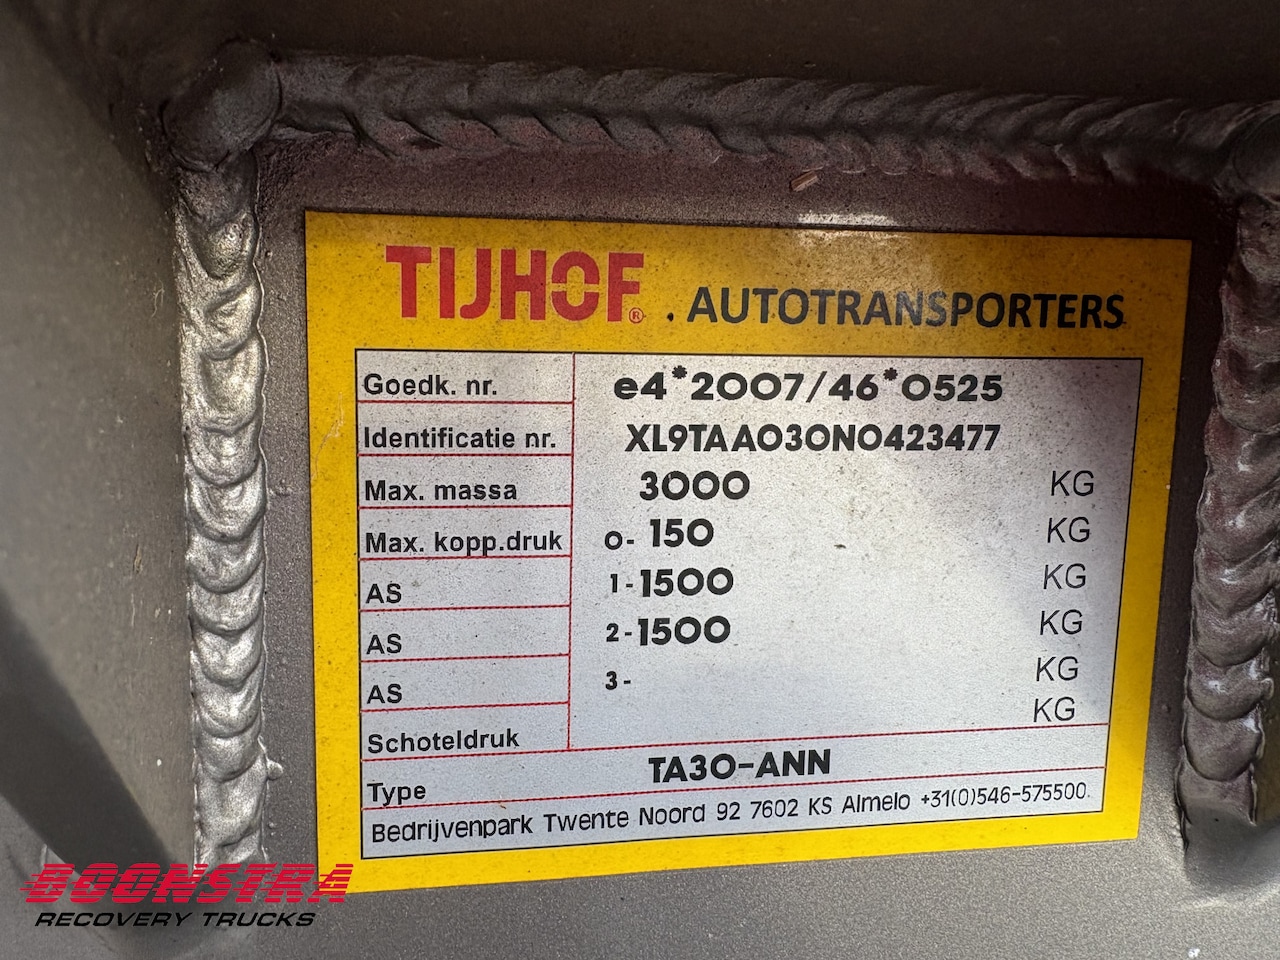 TIJHOF® . AUTOTRANSPORTERS
Goedk. nr. e4*2007/46*0525
Identificatie nr. XL9TAA030N0423477
Max. massa 3000 KG
Max. kopp.druk 0- 150 KG
AS 1-1500 KG
AS 2-1500 KG
AS 3- KG
Schoteldruk KG
Type TA30-ANN
Bedrijvenpark Twente Noord 92 7602 KS Almelo +31(0)546-575500.
BOONSTRA
RECOVERY TRUCKS